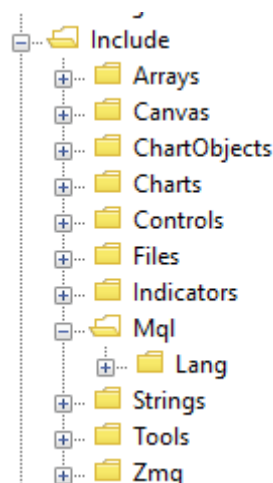 Include
Arrays
Canvas
ChartObjects
Charts
Controls
Files
Indicators
Mql
Lang
Strings
Tools
Zmq